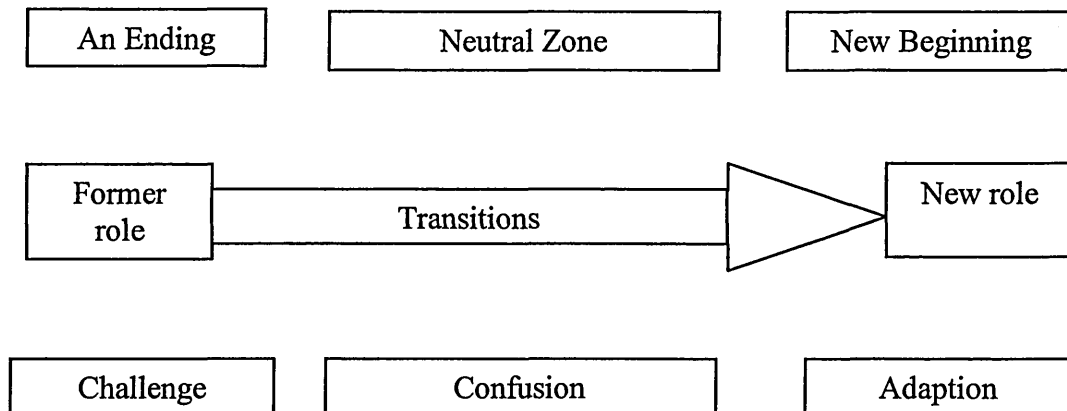 An Ending
Neutral Zone
New Beginning
Former
role
Transitions
New role
Challenge
Confusion
Adaption